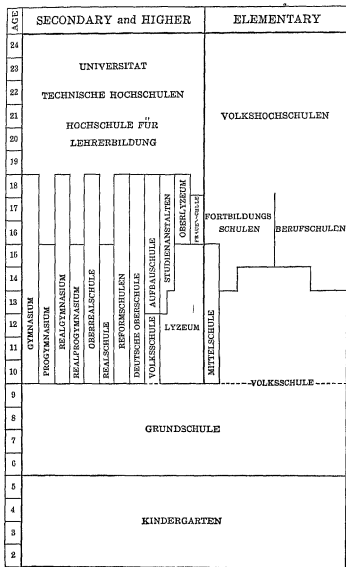 AGE
SECONDARY and HIGHER
ELEMENTARY
24
23
22
21
20
19
18
17
16
15
14
13
12
11
10
9
8
7
6
5
4
3
2
UNIVERSITAT
TECHNISCHE HOCHSCHULEN
HOCHSCHULE FÜR
LEHRERBILDUNG
VOLKSHOCHSCHULEN
GYMNASIUM
PROGYMNASIUM
REALGYMNASIUM
REALPROGYMNASIUM
OBERREALSCHULE
REALSCHULE
REFORMSCHULEN
DEUTSCHE OBERSCHULE
AUFBAUSCHULE
VOLKSSCHULE
STUDIENANSTALTEN
OBERLYZEUM
LYZEUM
MITTELSCHULE
FORTBILDUNGS
SCHULEN
BERUFSCHULEN
VOLKSSCHULE
GRUNDSCHULE
KINDERGARTEN